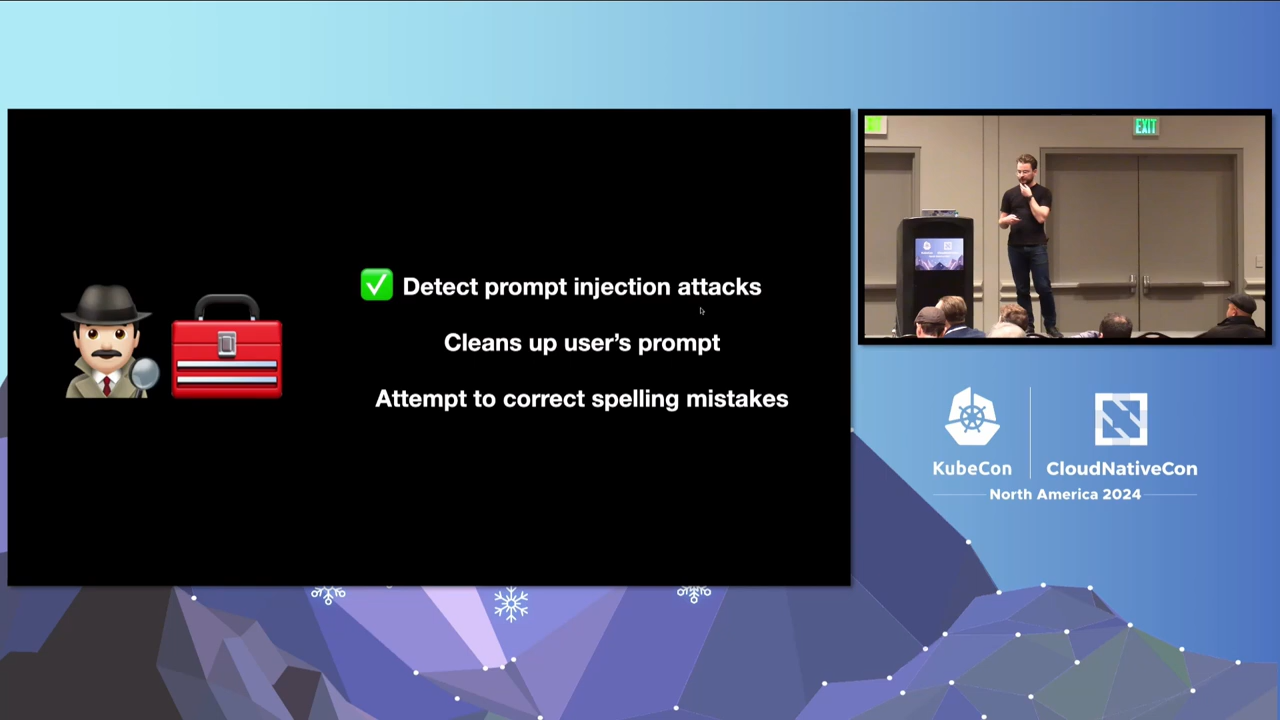 Detect prompt injection attacks
Cleans up user’s prompt
Attempt to correct spelling mistakes
EXIT
KubeCon
CloudNativeCon
North America 2024